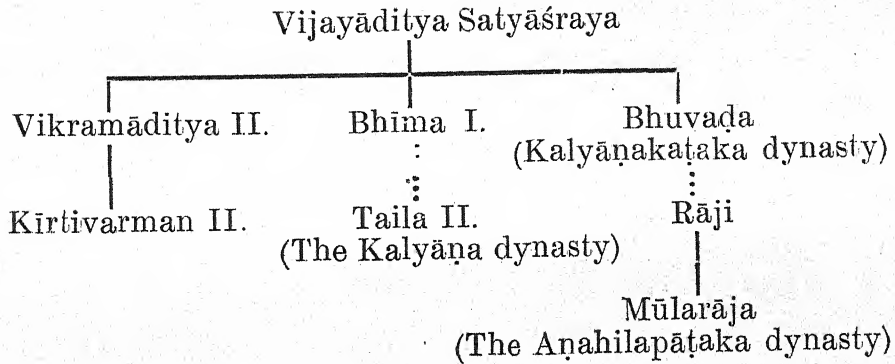 Vijayāditya Satyāśraya
Vikramāditya II. Bhīma I. Bhuvaḍa
(Kalyāṇakaṭaka dynasty)
Kīrtivarman II. Taila II. Rāji
(The Kalyāṇa dynasty)
Mūlarāja
(The Aṇahilapāṭaka dynasty)